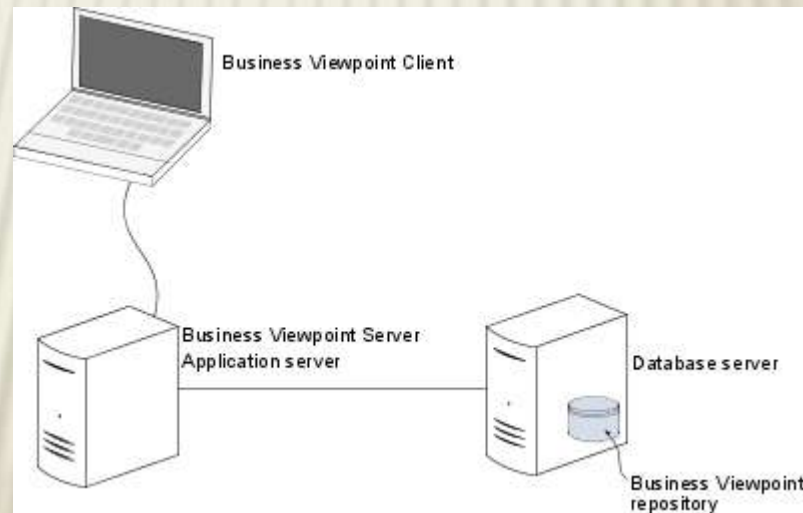 Business Viewpoint Client
Business Viewpoint Server
Application server
Database server
Business Viewpoint
repository